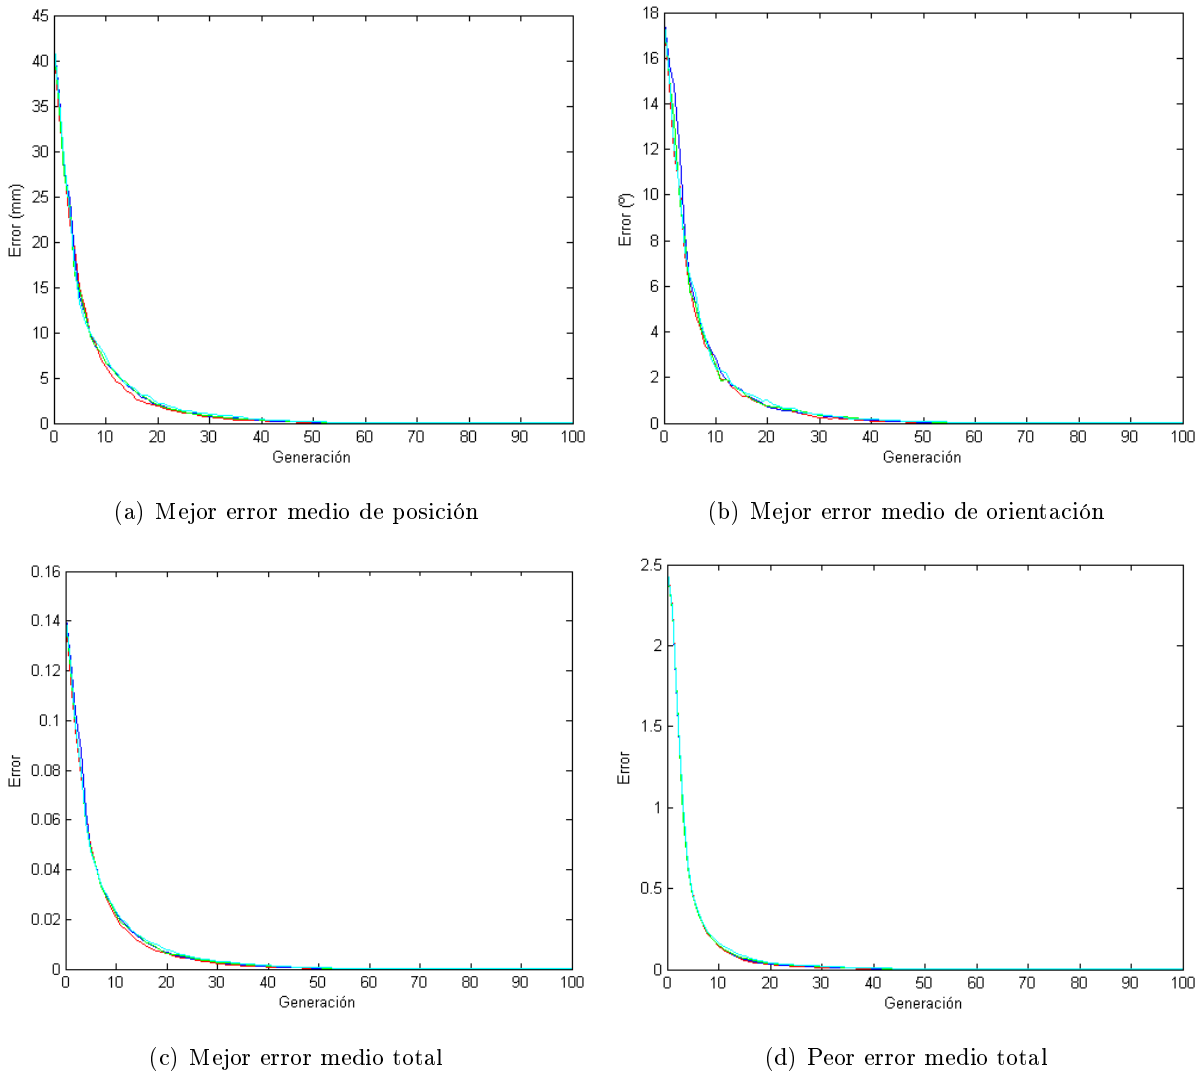 45
40
35
30
25
20
15
10
5
0
Error (mm)
0 10 20 30 40 50 60 70 80 90 100
Generación
(a) Mejor error medio de posición
18
16
14
12
10
8
6
4
2
0
Error (º)
0 10 20 30 40 50 60 70 80 90 100
Generación
(b) Mejor error medio de orientación
0.16
0.14
0.12
0.1
0.08
0.06
0.04
0.02
0
Error
0 10 20 30 40 50 60 70 80 90 100
Generación
(c) Mejor error medio total
2.5
2
1.5
1
0.5
0
Error
0 10 20 30 40 50 60 70 80 90 100
Generación
(d) Peor error medio total